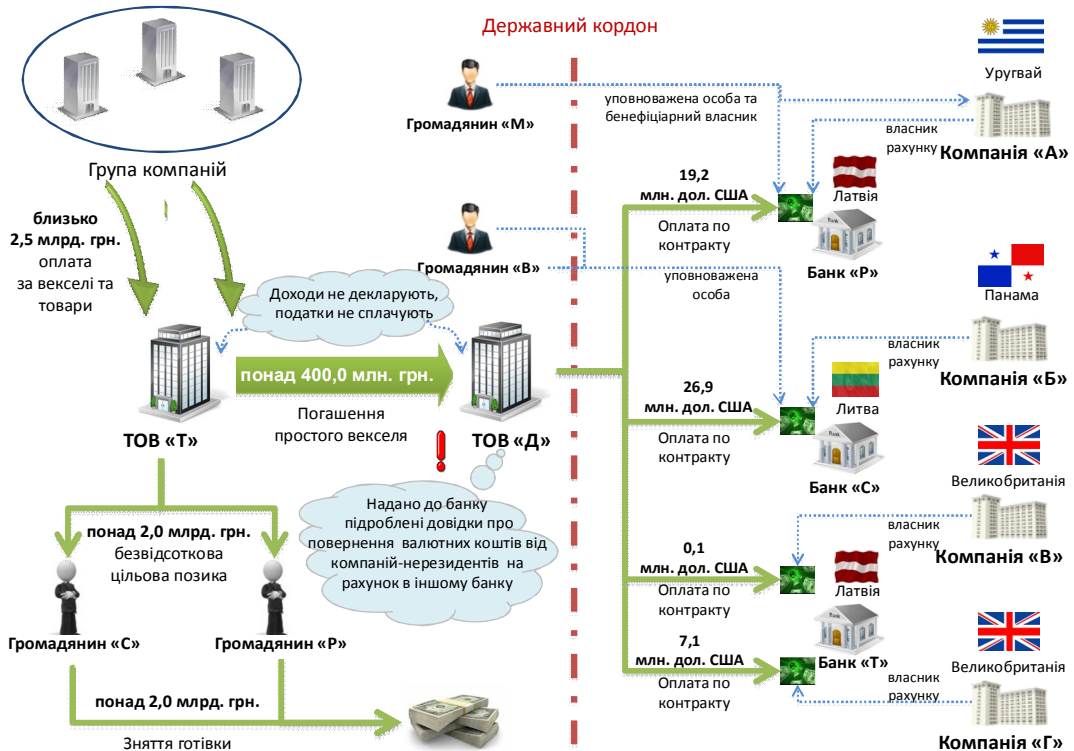 Державний кордон
Група компаній
близько
2,5 млрд. грн.
оплата
за векселі та
товари
Громадянин «М»
уповноважена особа та
бенефіціарний власник
Уругвай
власник
рахунку
Компанія «А»
19,2
млн. дол. США
Оплата по
контракту
Латвія
Банк «Р»
Громадянин «В»
уповноважена
особа
Панама
власник
рахунку
Компанія «Б»
Доходи не декларують,
податки не сплачують
понад 400,0 млн. грн.
Погашення
простого векселя
ТОВ «Т»
ТОВ «Д»
26,9
млн. дол. США
Оплата по
контракту
Литва
Банк «С»
Великобританія
власник
рахунку
Компанія «В»
Надано до банку
підроблені довідки про
повернення валютних коштів від
компаній-нерезидентів на
рахунок в іншому банку
понад 2,0 млрд. грн.
безвідсоткова
цільова позика
Громадянин «С»
Громадянин «Р»
0,1
млн. дол. США
Оплата по
контракту
Латвія
Банк «Т»
7,1
млн. дол. США
Оплата по
контракту
Великобританія
власник
рахунку
Компанія «Г»
понад 2,0 млрд. грн.
Зняття готівки